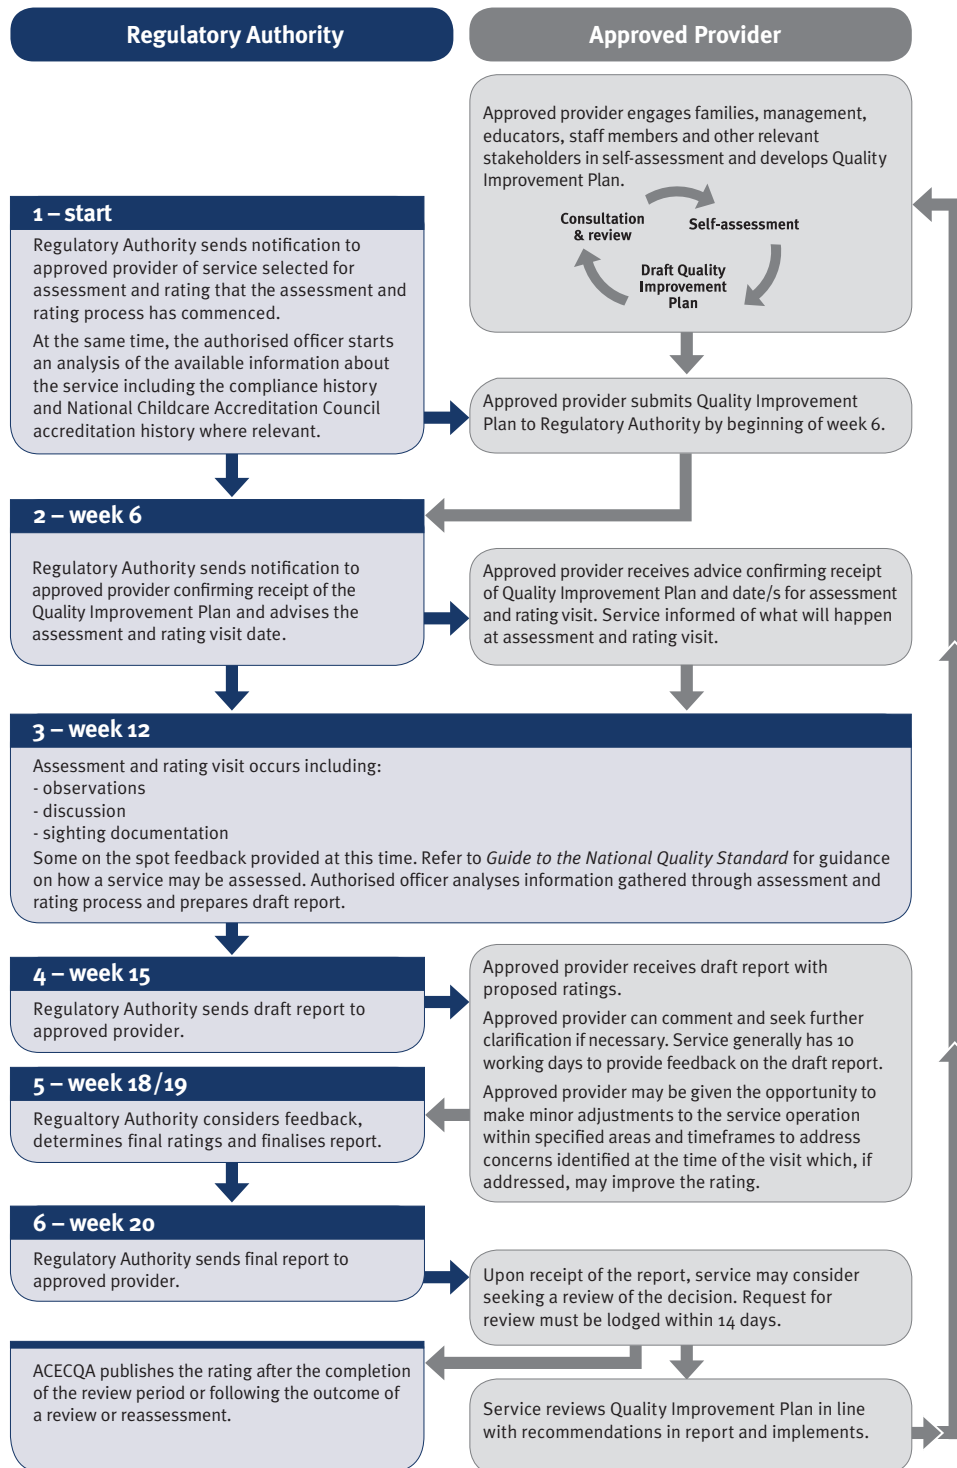 Regulatory Authority
Approved Provider
Approved provider engages families, management,
educators, staff members and other relevant
stakeholders in self-assessment and develops Quality
Improvement Plan.
Consultation
& review
Self-assessment
Draft Quality
Improvement
Plan
1 – start
Regulatory Authority sends notification to
approved provider of service selected for
assessment and rating that the assessment and
rating process has commenced.
At the same time, the authorised officer starts
an analysis of the available information about
the service including the compliance history
and National Childcare Accreditation Council
accreditation history where relevant.
Approved provider submits Quality Improvement
Plan to Regulatory Authority by beginning of week 6.
2 – week 6
Regulatory Authority sends notification to
approved provider confirming receipt of the
Quality Improvement Plan and advises the
assessment and rating visit date.
Approved provider receives advice confirming receipt
of Quality Improvement Plan and date/s for assessment
and rating visit. Service informed of what will happen
at assessment and rating visit.
3 – week 12
Assessment and rating visit occurs including:
- observations
- discussion
- sighting documentation
Some on the spot feedback provided at this time. Refer to Guide to the National Quality Standard for guidance
on how a service may be assessed. Authorised officer analyses information gathered through assessment and
rating process and prepares draft report.
4 – week 15
Regulatory Authority sends draft report to
approved provider.
Approved provider receives draft report with
proposed ratings.
Approved provider can comment and seek further
clarification if necessary. Service generally has 10
working days to provide feedback on the draft report.
Approved provider may be given the opportunity to
make minor adjustments to the service operation
within specified areas and timeframes to address
concerns identified at the time of the visit which, if
addressed, may improve the rating.
5 – week 18/19
Regualtory Authority considers feedback,
determines final ratings and finalises report.
6 – week 20
Regulatory Authority sends final report to
approved provider.
Upon receipt of the report, service may consider
seeking a review of the decision. Request for
review must be lodged within 14 days.
ACECQA publishes the rating after the completion
of the review period or following the outcome of
a review or reassessment.
Service reviews Quality Improvement Plan in line
with recommendations in report and implements.